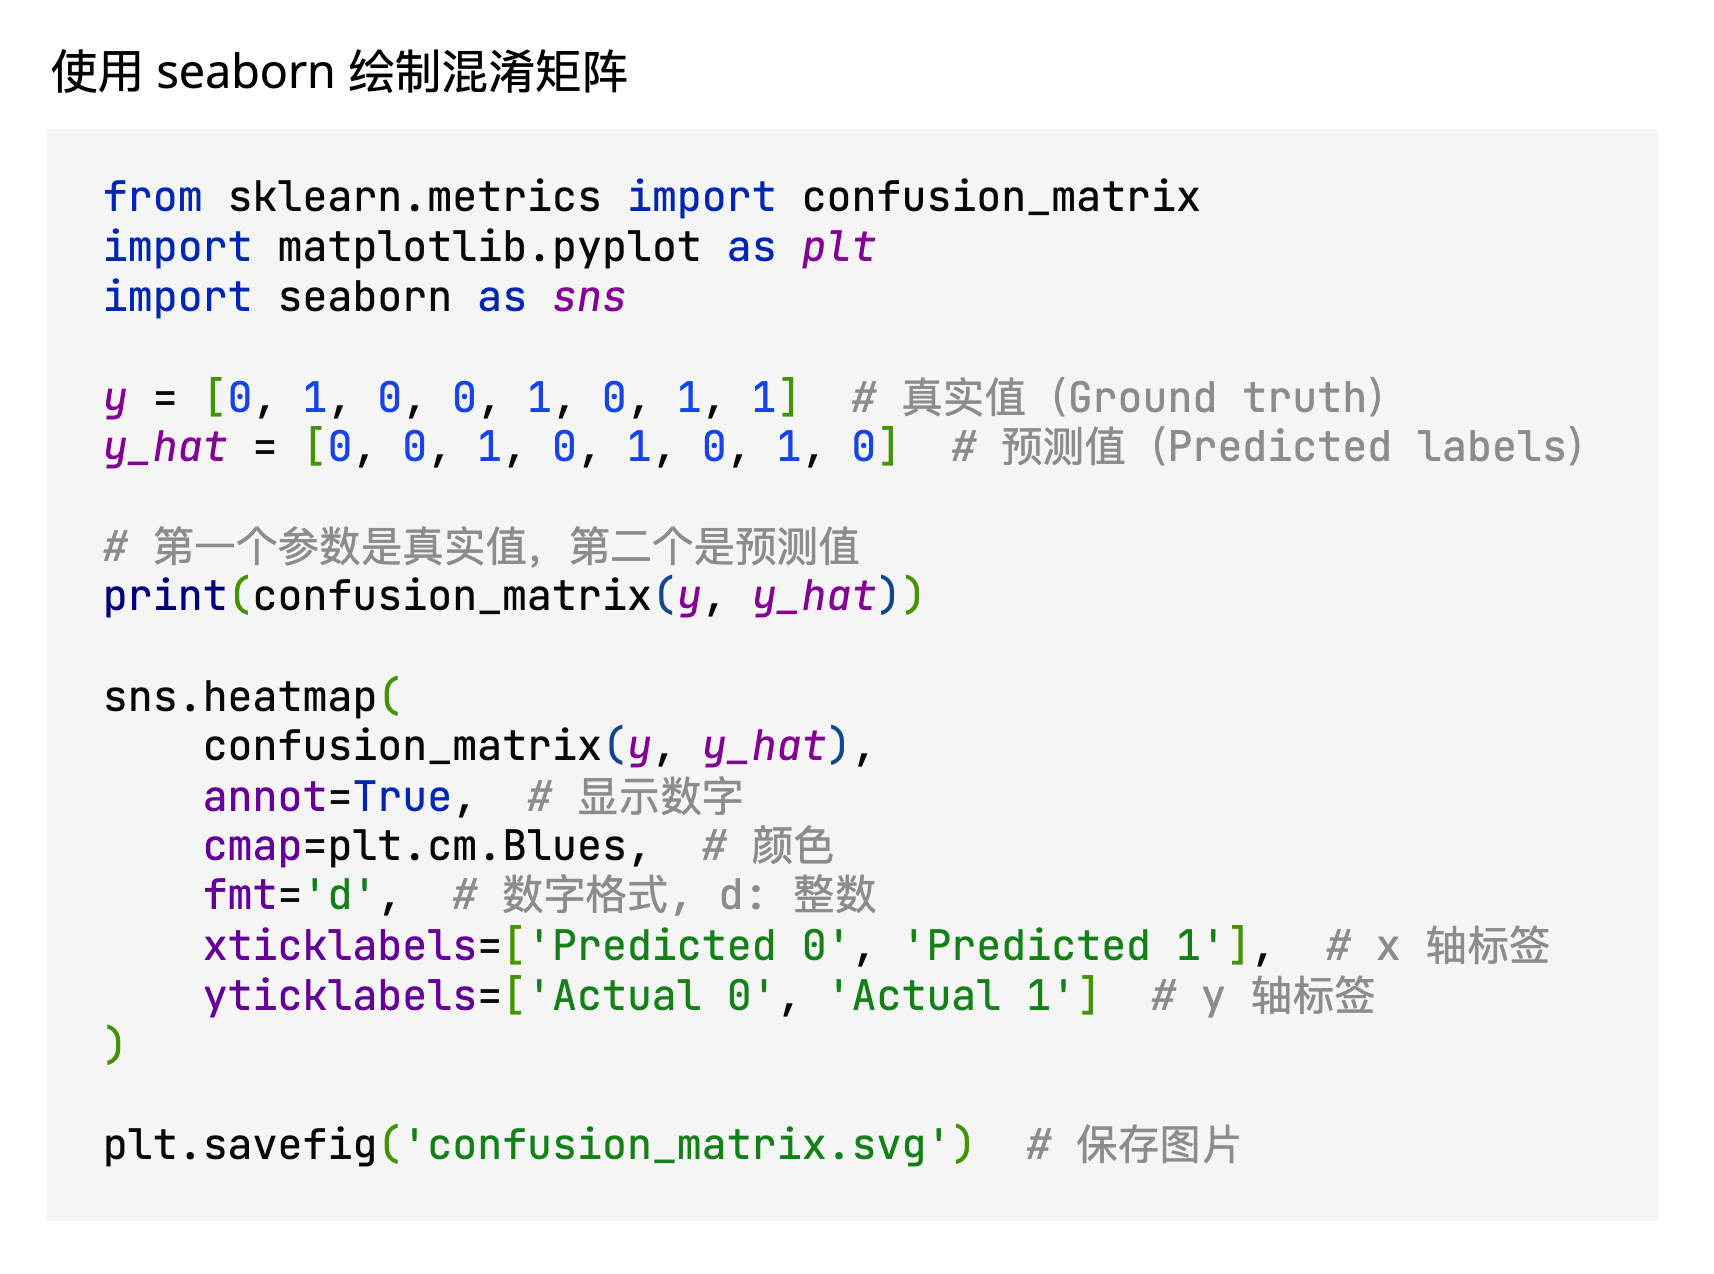 使用 seaborn 绘制混淆矩阵
from sklearn.metrics import confusion_matrix
import matplotlib.pyplot as plt
import seaborn as sns
y = [0, 1, 0, 0, 1, 0, 1, 1]  # 真实值（Ground truth）
y_hat = [0, 0, 1, 0, 1, 0, 1, 0]  # 预测值（Predicted labels）
# 第一个参数是真实值，第二个是预测值
print(confusion_matrix(y, y_hat))
sns.heatmap(
    confusion_matrix(y, y_hat),
    annot=True,  # 显示数字
    cmap=plt.cm.Blues,  # 颜色
    fmt='d',  # 数字格式, d: 整数
    xticklabels=['Predicted 0', 'Predicted 1'],  # x 轴标签
    yticklabels=['Actual 0', 'Actual 1']  # y 轴标签
)
plt.savefig('confusion_matrix.svg')  # 保存图片